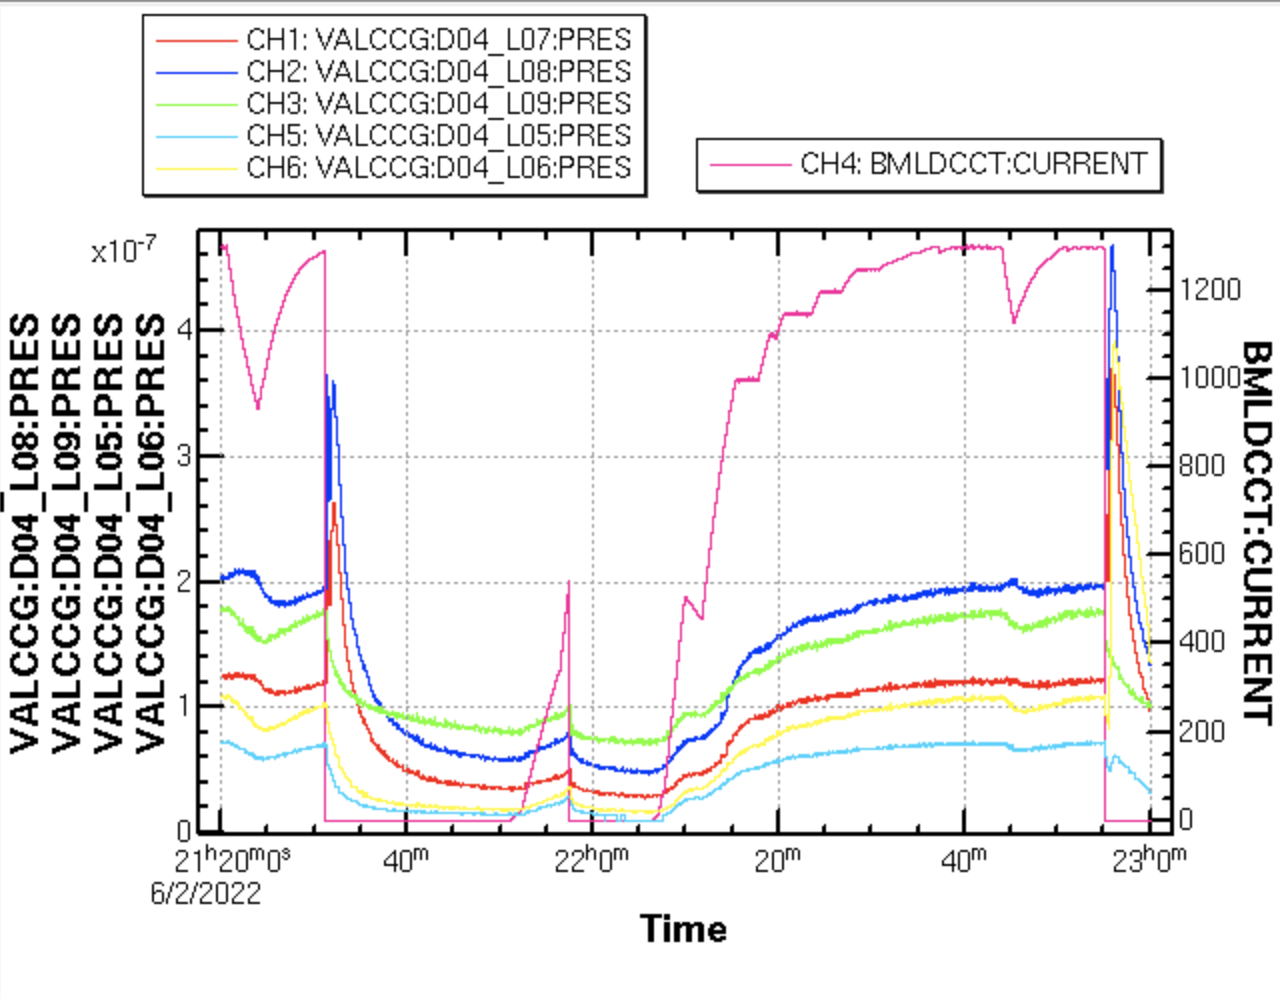 CH1: VALCCG:D04_L07:PRES
CH2: VALCCG:D04_L08:PRES
CH3: VALCCG:D04_L09:PRES
CH5: VALCCG:D04_L05:PRES
CH6: VALCCG:D04_L06:PRES
CH4: BMLDCCT:CURRENT
x10⁻⁷
VALCCG:D04_L08:PRES
VALCCG:D04_L09:PRES
VALCCG:D04_L05:PRES
VALCCG:D04_L06:PRES
4
3
2
1
0
1200
1000
800
600
400
200
0
BMLDCCT:CURRENT
21ʰ20ᵐ0ˢ
40ᵐ
22ʰ0ᵐ
20ᵐ
40ᵐ
23ʰ0ᵐ
6/2/2022
Time